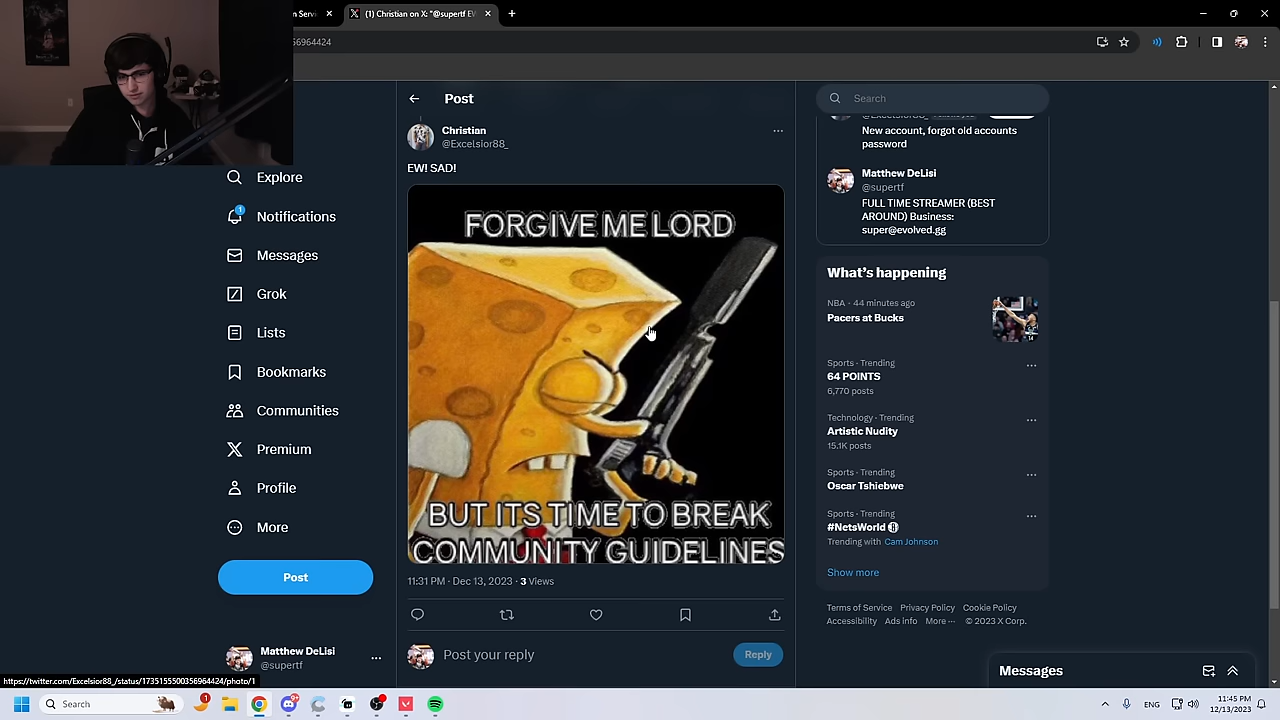 (1) Christian on X: "@supertf EV
56964424
Post
Search
Christian
@Excelsior88_
EW! SAD!
FORGIVE ME LORD
BUT ITS TIME TO BREAK
COMMUNITY GUIDELINES
11:31 PM · Dec 13, 2023 · 3 Views
Post your reply
Reply
Explore
1
Notifications
Messages
Grok
Lists
Bookmarks
Communities
Premium
Profile
More
Post
Matthew DeLisi
@supertf
@Excelsior88_
New account, forgot old accounts
password
Matthew DeLisi
@supertf
FULL TIME STREAMER (BEST
AROUND) Business:
super@evolved.gg
What's happening
NBA · 44 minutes ago
Pacers at Bucks
Sports · Trending
64 POINTS
6,770 posts
Technology · Trending
Artistic Nudity
15.1K posts
Sports · Trending
Oscar Tshiebwe
Sports · Trending
#NetsWorld
Trending with Cam Johnson
Show more
Terms of Service Privacy Policy Cookie Policy
Accessibility Ads info More ··· © 2023 X Corp.
Messages
https://twitter.com/Excelsior88_/status/1735155500356964424/photo/1
Search
ENG
11:45 PM
12/13/2023